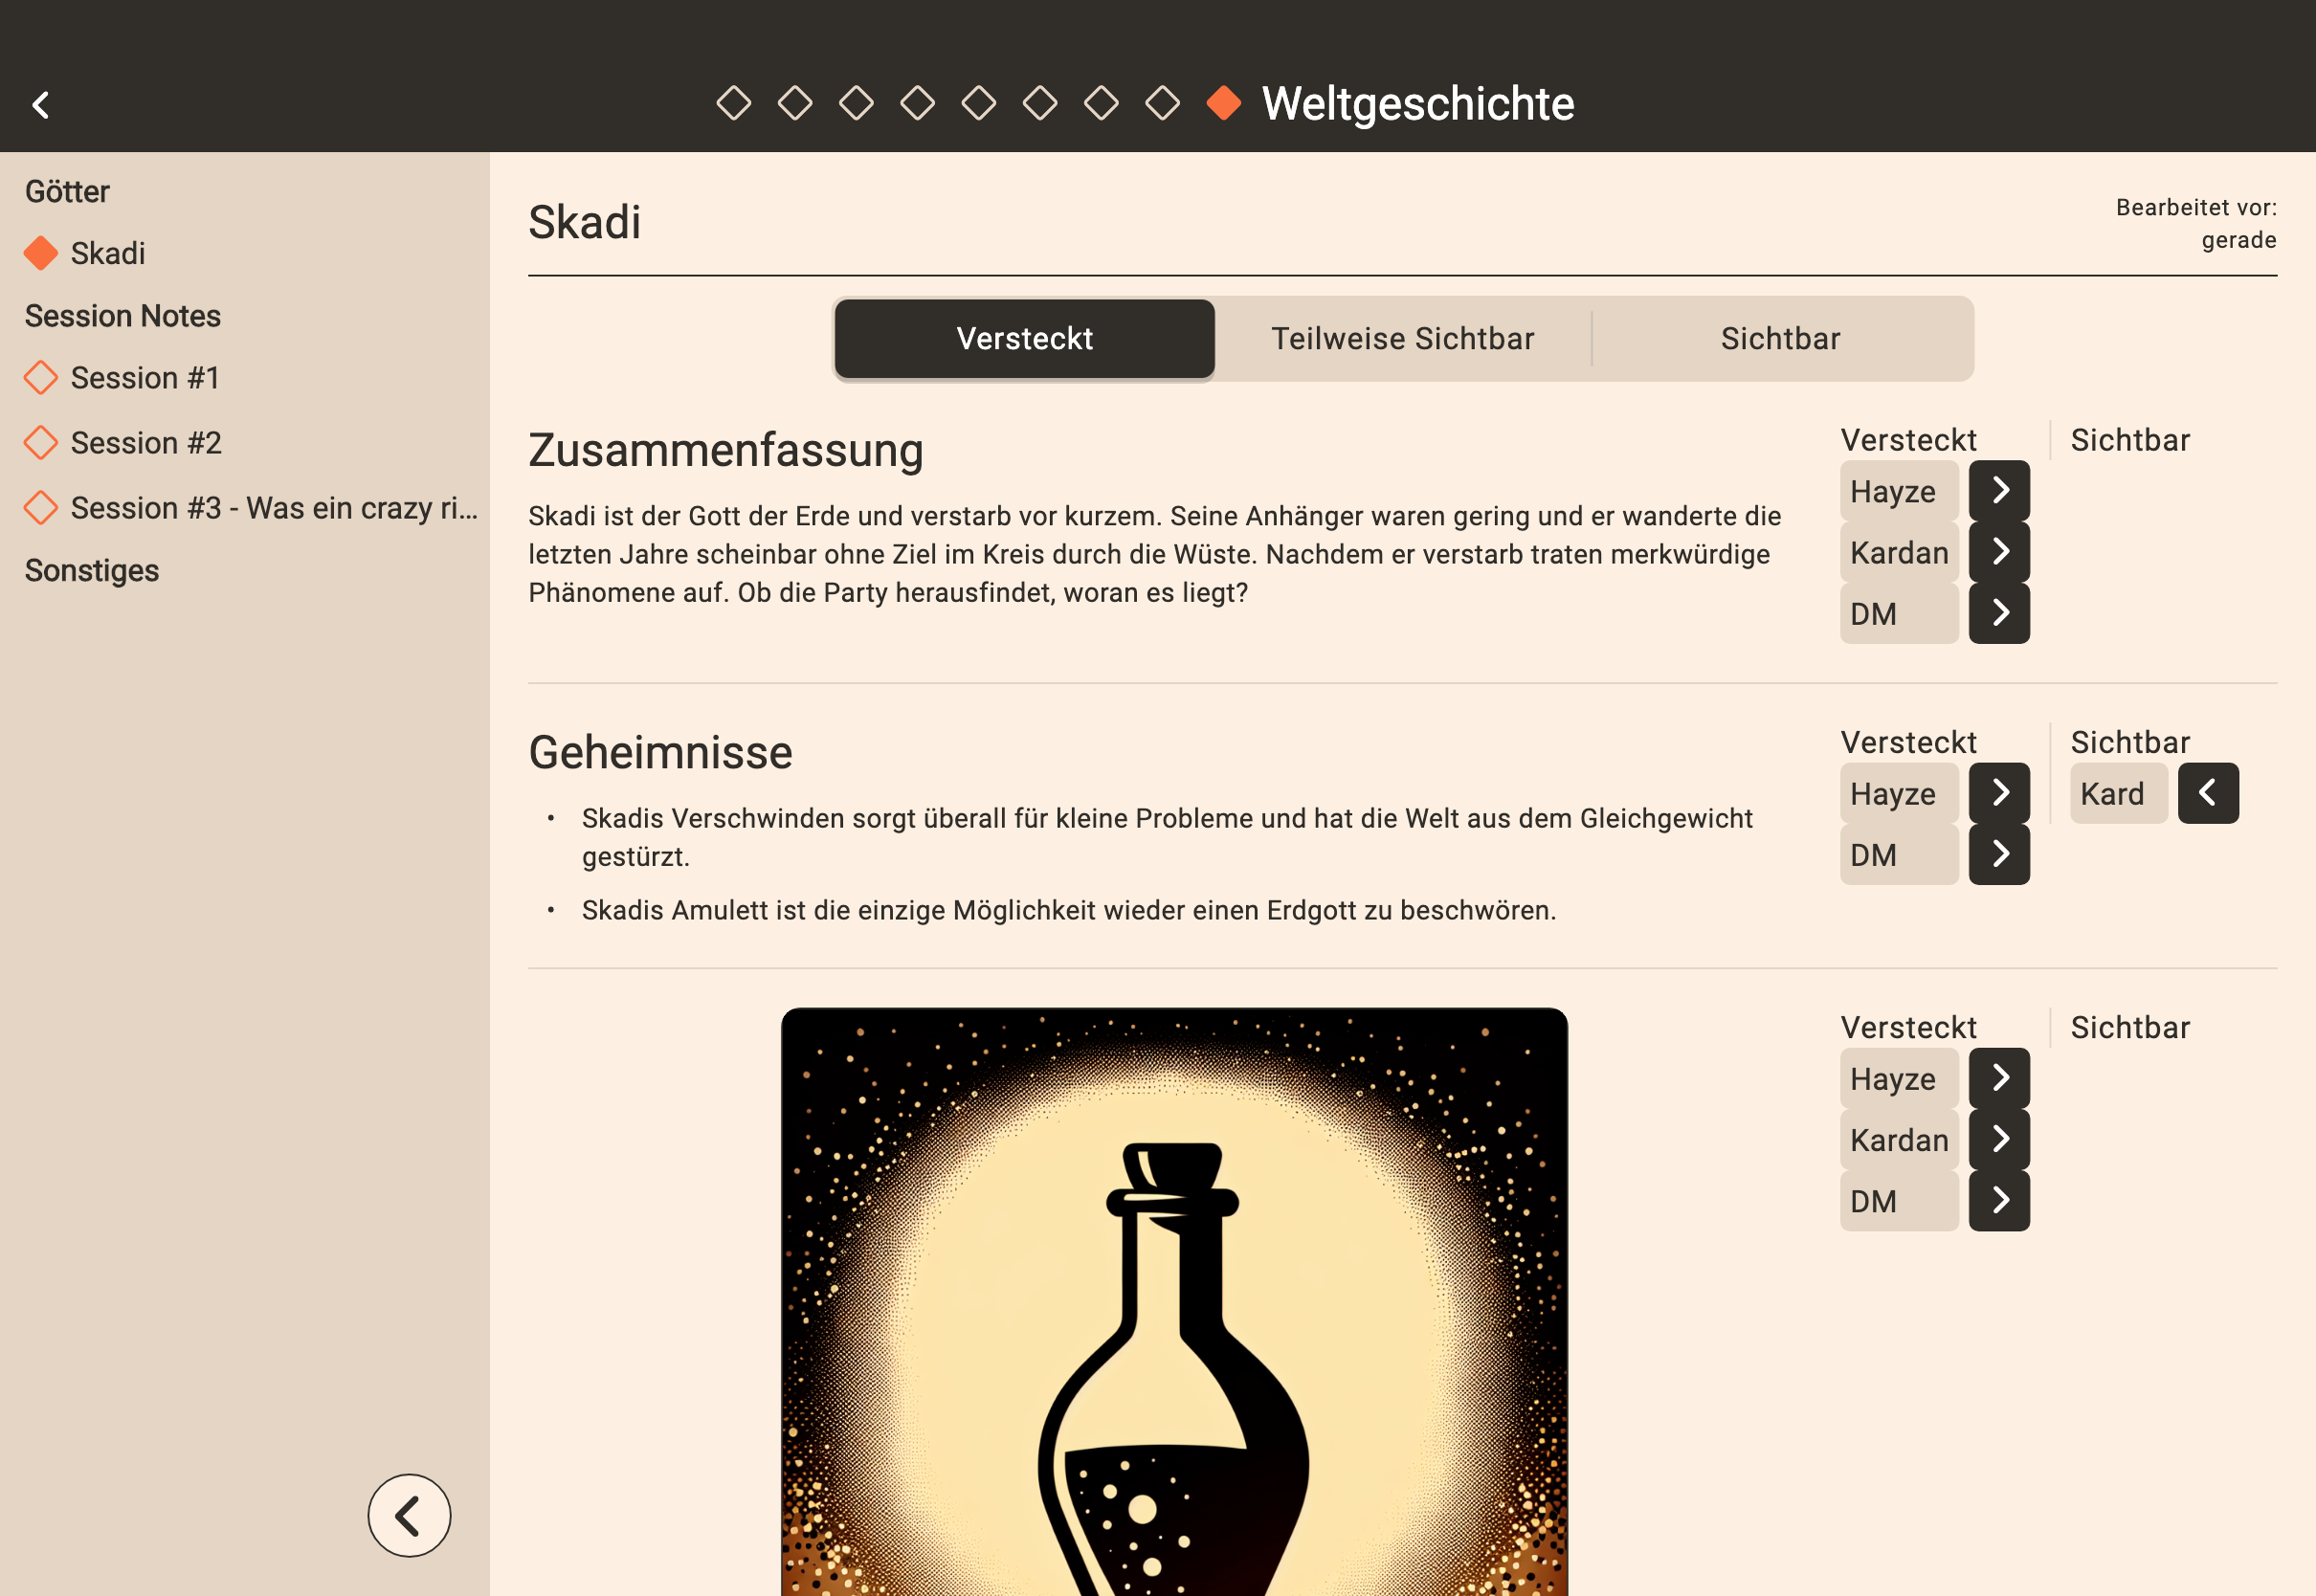 Weltgeschichte
Götter
Skadi
Session Notes
Session #1
Session #2
Session #3 - Was ein crazy ri...
Sonstiges
Skadi
Bearbeitet vor:
gerade
Versteckt
Teilweise Sichtbar
Sichtbar
Zusammenfassung
Skadi ist der Gott der Erde und verstarb vor kurzem. Seine Anhänger waren gering und er wanderte die
letzten Jahre scheinbar ohne Ziel im Kreis durch die Wüste. Nachdem er verstarb traten merkwürdige
Phänomene auf. Ob die Party herausfindet, woran es liegt?
Versteckt
Sichtbar
Hayze
Kardan
DM
Geheimnisse
• Skadis Verschwinden sorgt überall für kleine Probleme und hat die Welt aus dem Gleichgewicht
gestürzt.
• Skadis Amulett ist die einzige Möglichkeit wieder einen Erdgott zu beschwören.
Versteckt
Sichtbar
Hayze
Kard
DM
Versteckt
Sichtbar
Hayze
Kardan
DM